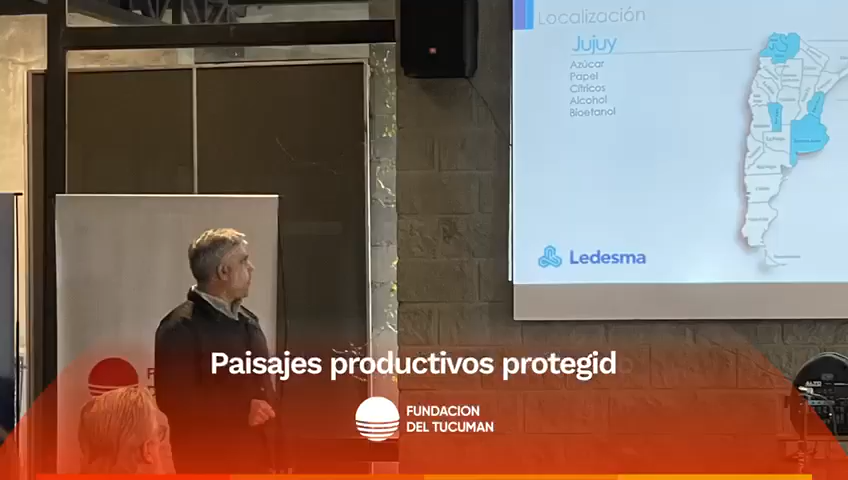 Localización
Jujuy
Azúcar
Papel
Cítricos
Alcohol
Bioetanol
Ledesma
Paisajes productivos protegid
FUNDACION
DEL TUCUMAN